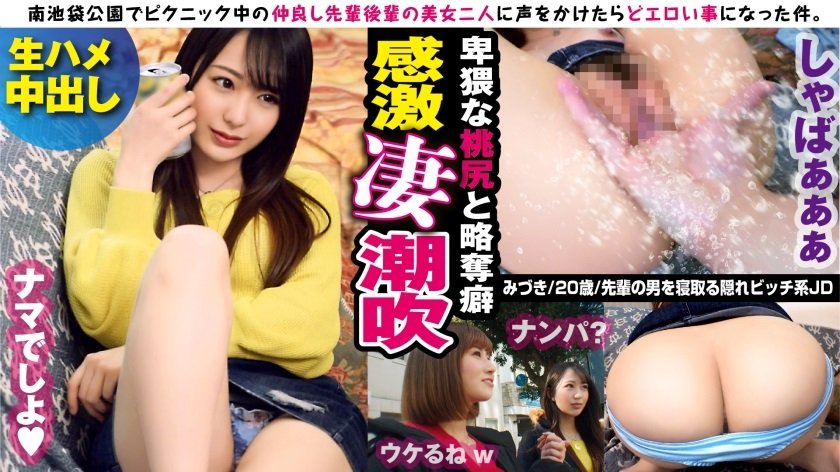 南池袋公園でピクニック中の仲良し先輩後輩の美女二人に声をかけたらどエロい事になった件。
生ハメ
中出し
卑猥な桃尻と略奪癖
感激凄潮吹
しゃばぁぁぁ
みづき/20歳/先輩の男を寝取る隠れビッチ系JD
ナマでしょ♥
ナンパ?
ウケるねw